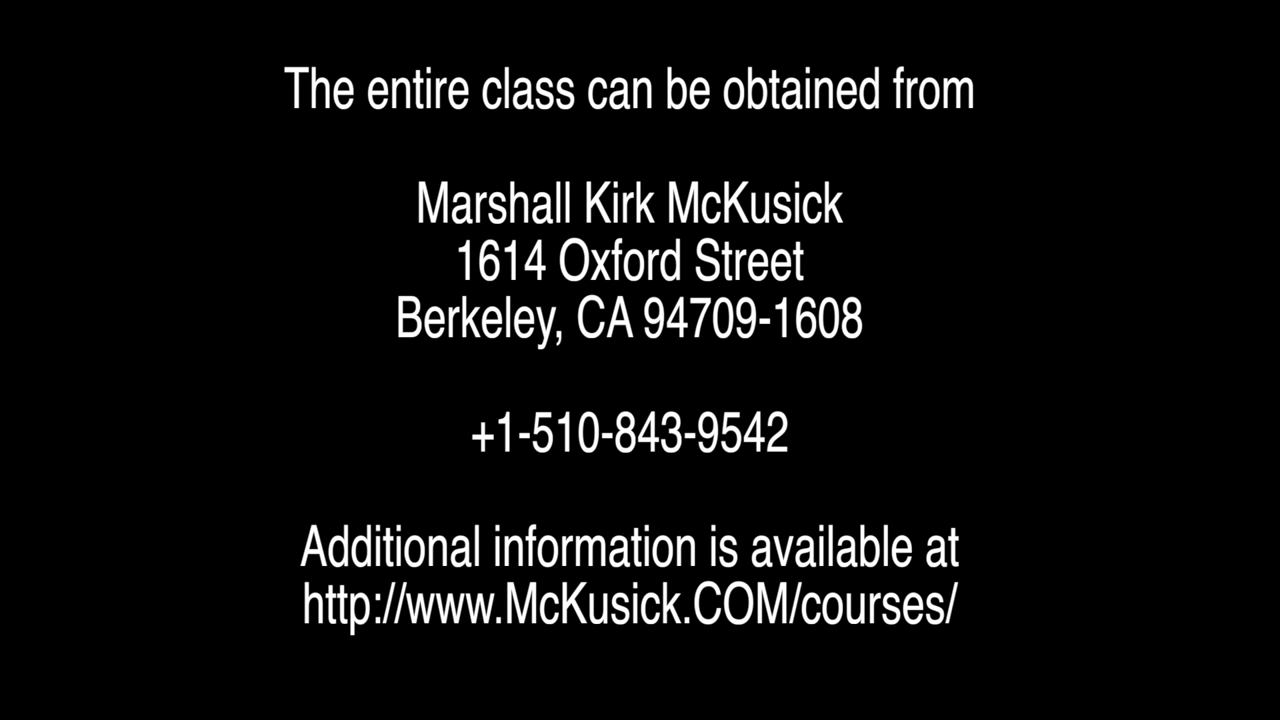 The entire class can be obtained from
Marshall Kirk McKusick
1614 Oxford Street
Berkeley, CA 94709-1608
+1-510-843-9542
Additional information is available at
http://www.McKusick.COM/courses/